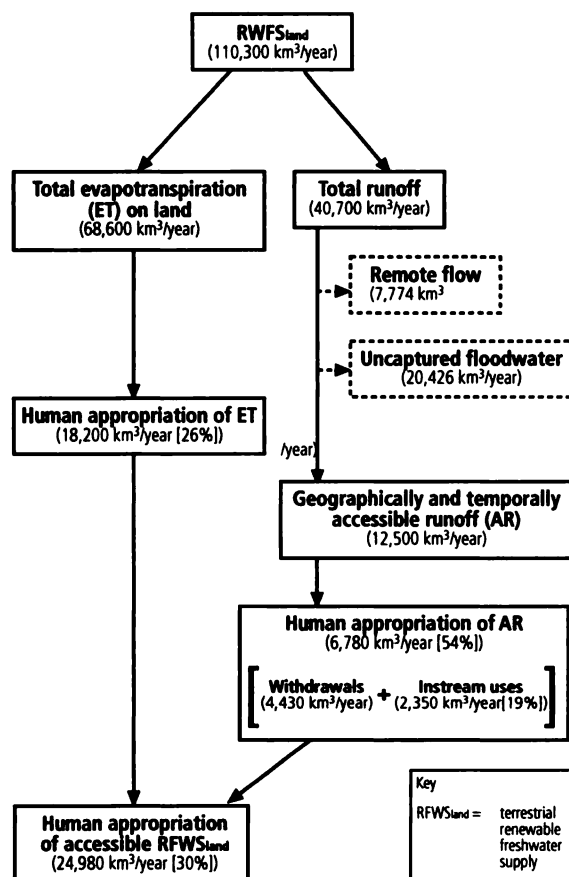 RWFSland
(110,300 km³/year)
Total evapotranspiration
(ET) on land
(68,600 km³/year)
Total runoff
(40,700 km³/year)
Remote flow
(7,774 km³
Uncaptured floodwater
(20,426 km³/year)
Human appropriation of ET
(18,200 km³/year [26%])
/year)
Geographically and temporally
accessible runoff (AR)
(12,500 km³/year)
Human appropriation of AR
(6,780 km³/year [54%])
[ Withdrawals + Instream uses ]
(4,430 km³/year) (2,350 km³/year[19%])
Human appropriation
of accessible RFWSland
(24,980 km³/year [30%])
Key
RFWSland = terrestrial
renewable
freshwater
supply